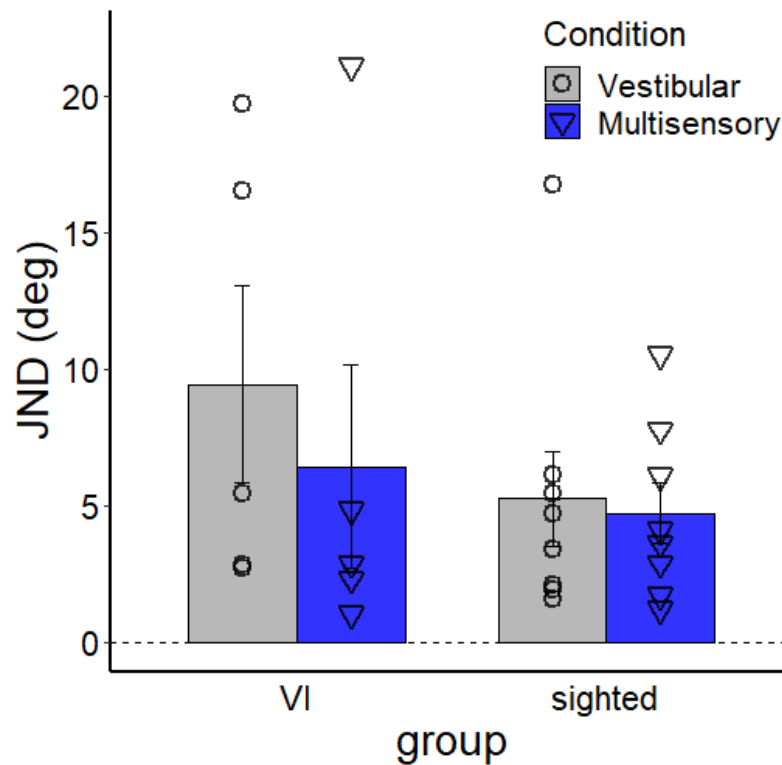 Condition
Vestibular
Multisensory
20
15
10
5
0
JND (deg)
VI sighted
group